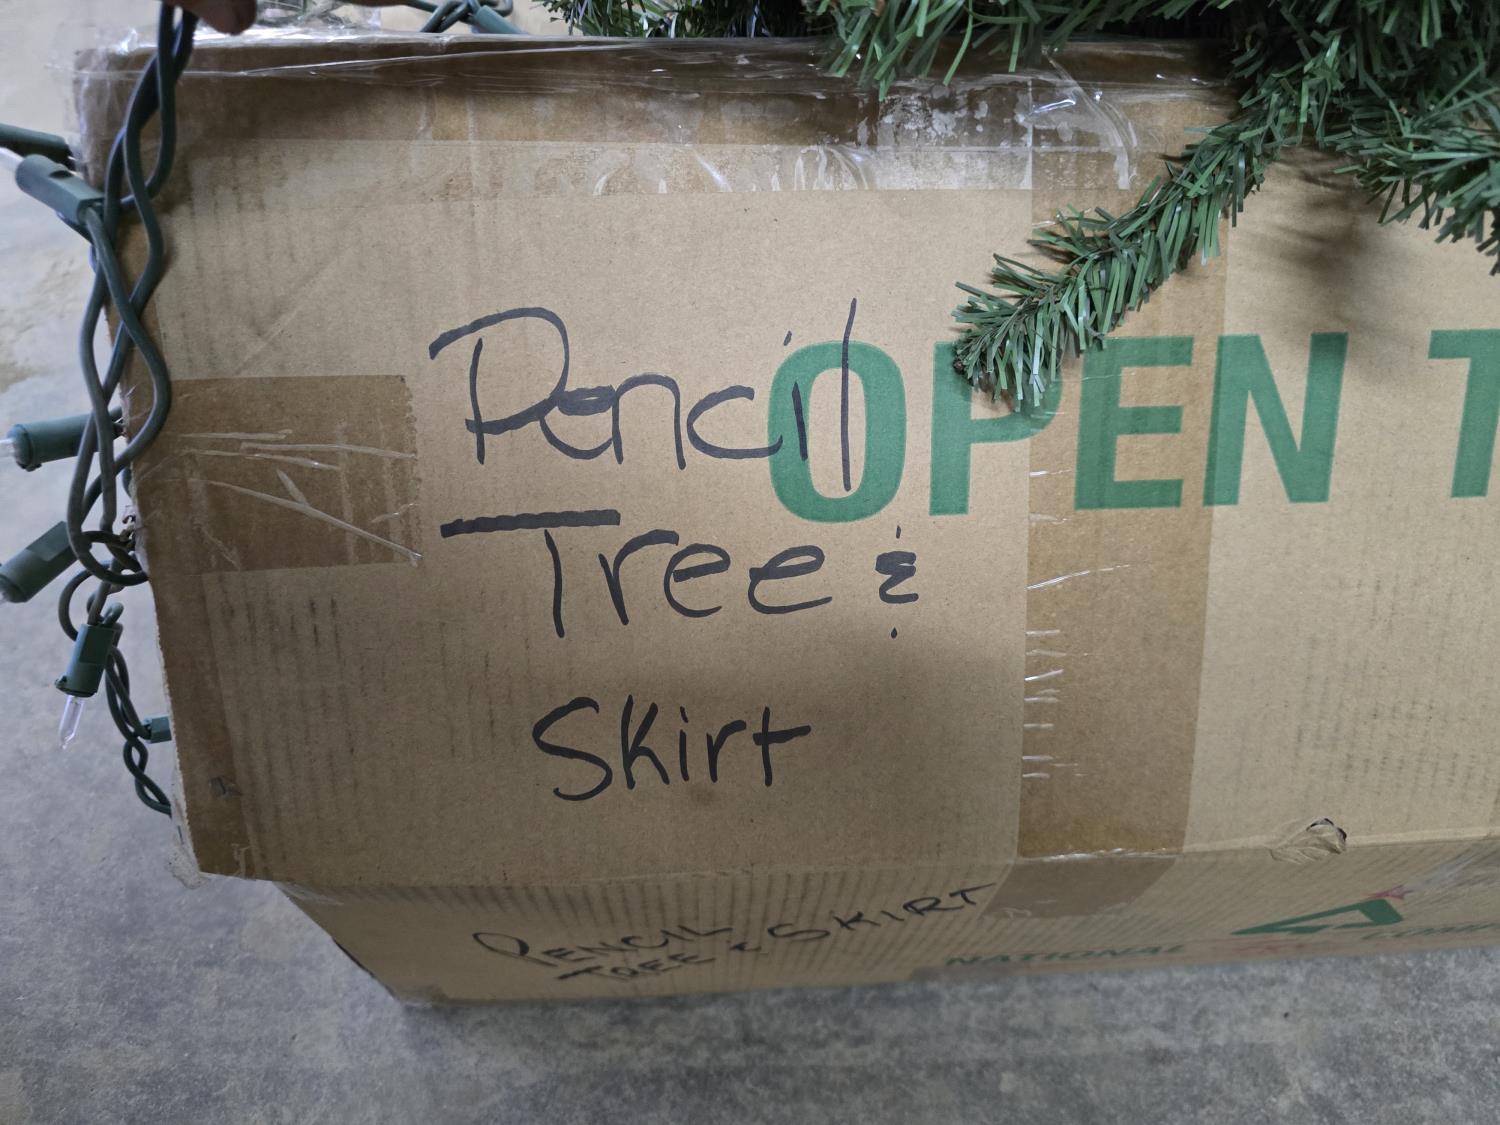 Pencil
OPEN T
Tree &
Skirt
PENCIL
TREE & SKIRT
NATIONAL